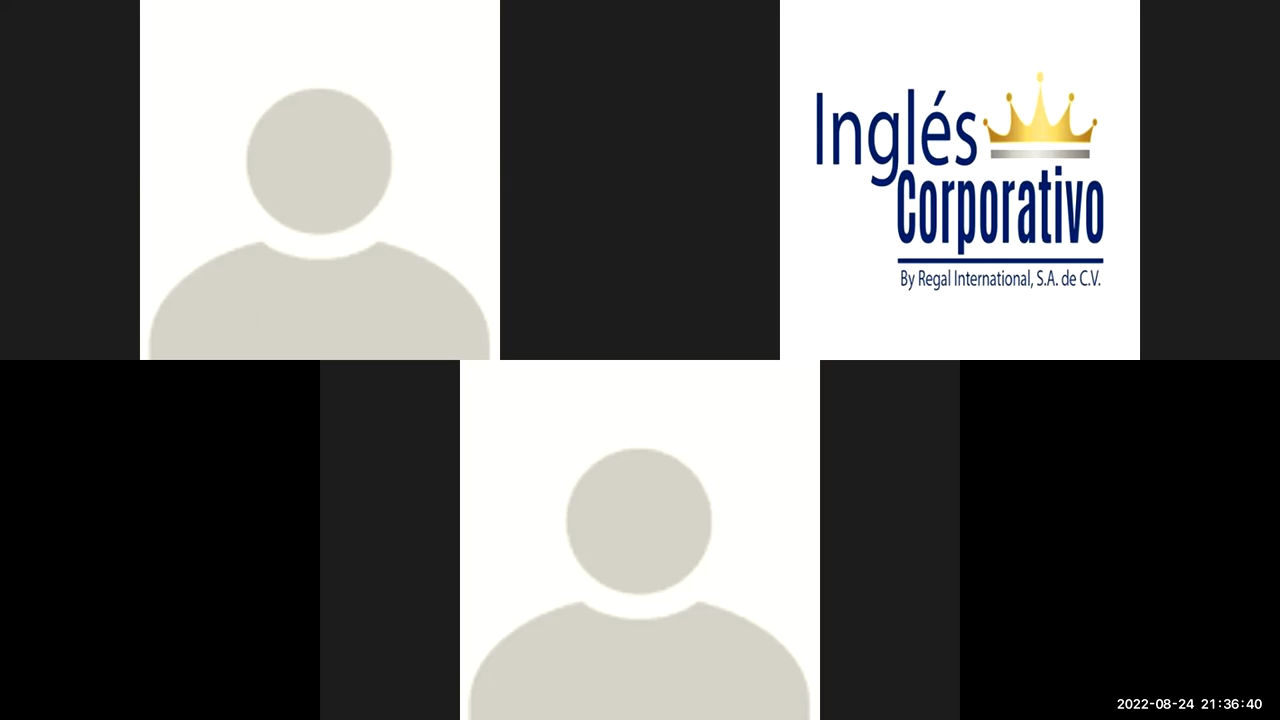 Inglés
Corporativo
By Regal International, S.A. de C.V.
2022-08-24 21:36:40